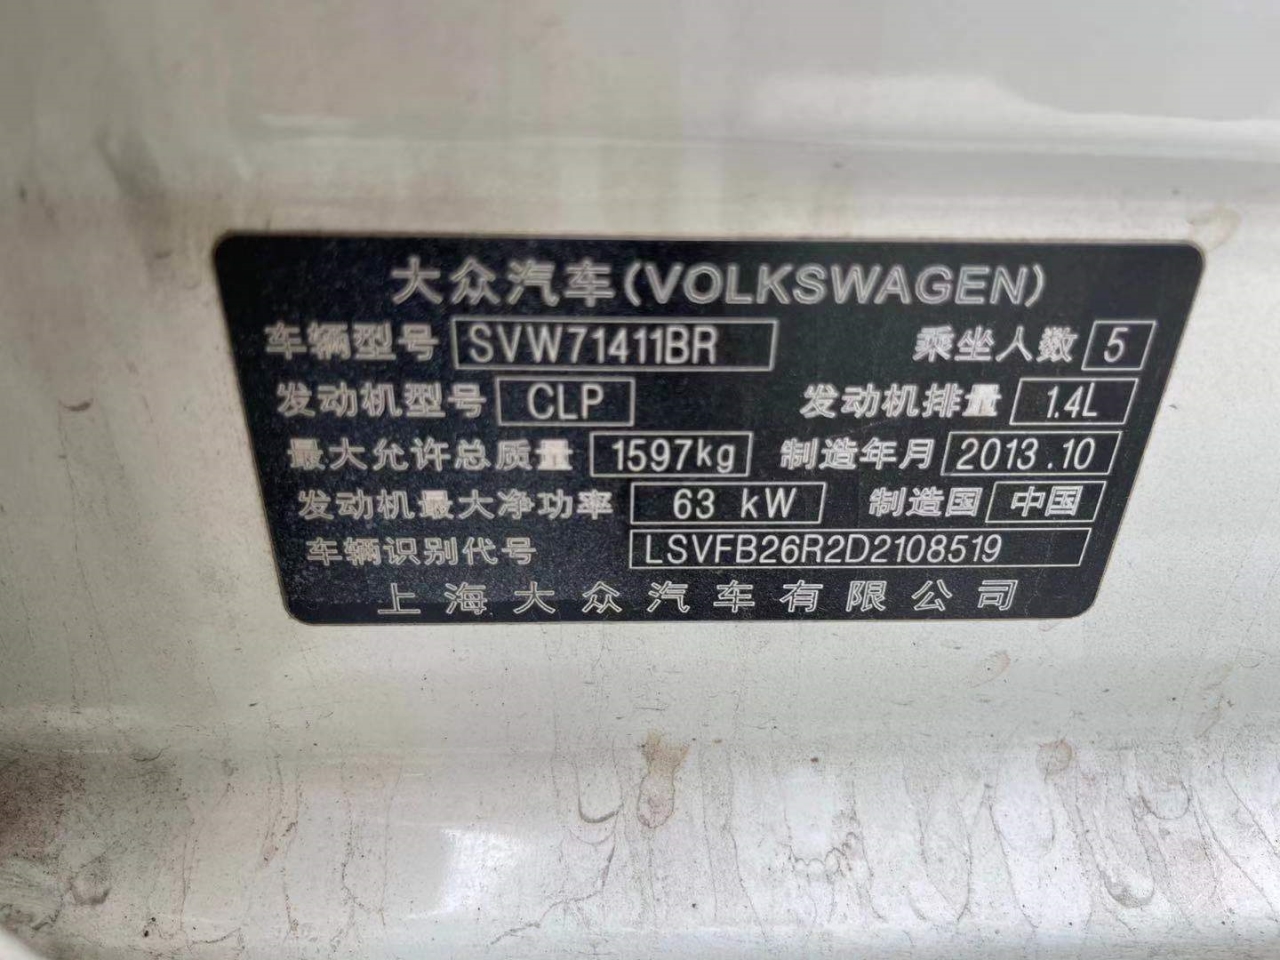 大众汽车(VOLKSWAGEN)
车辆型号 SVW71411BR 乘坐人数 5
发动机型号 CLP 发动机排量 1.4L
最大允许总质量 1597kg 制造年月 2013.10
发动机最大净功率 63 kW 制造国 中国
车辆识别代号 LSVFB26R2D2108519
上海大众汽车有限公司